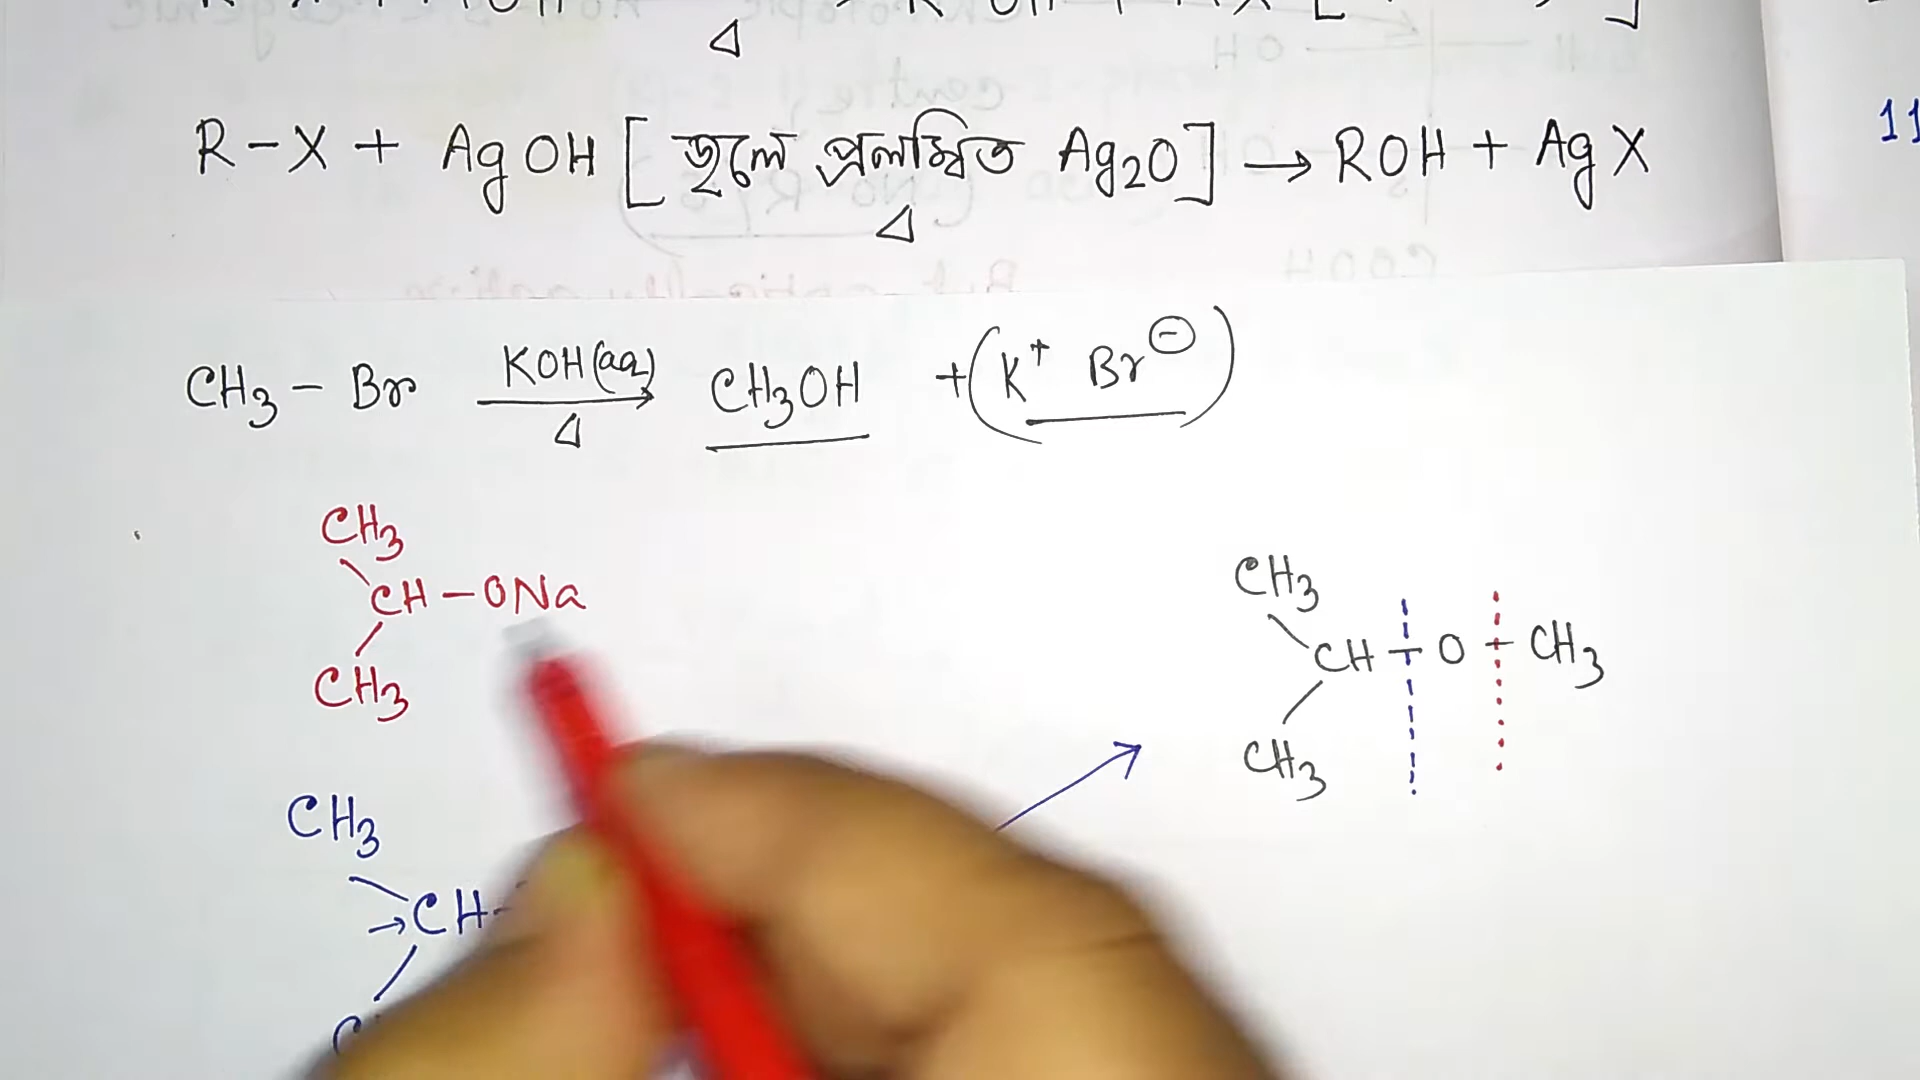 R-X + AgOH [জলে প্রলম্বিত Ag2O] → ROH + AgX
Δ
11
CH3 - Br KOH(aq) Δ → CH3OH + (K+ Br⊖)
CH3
CH - ONa
CH3
CH3
CH - O - CH3
CH3
CH3
→CH-